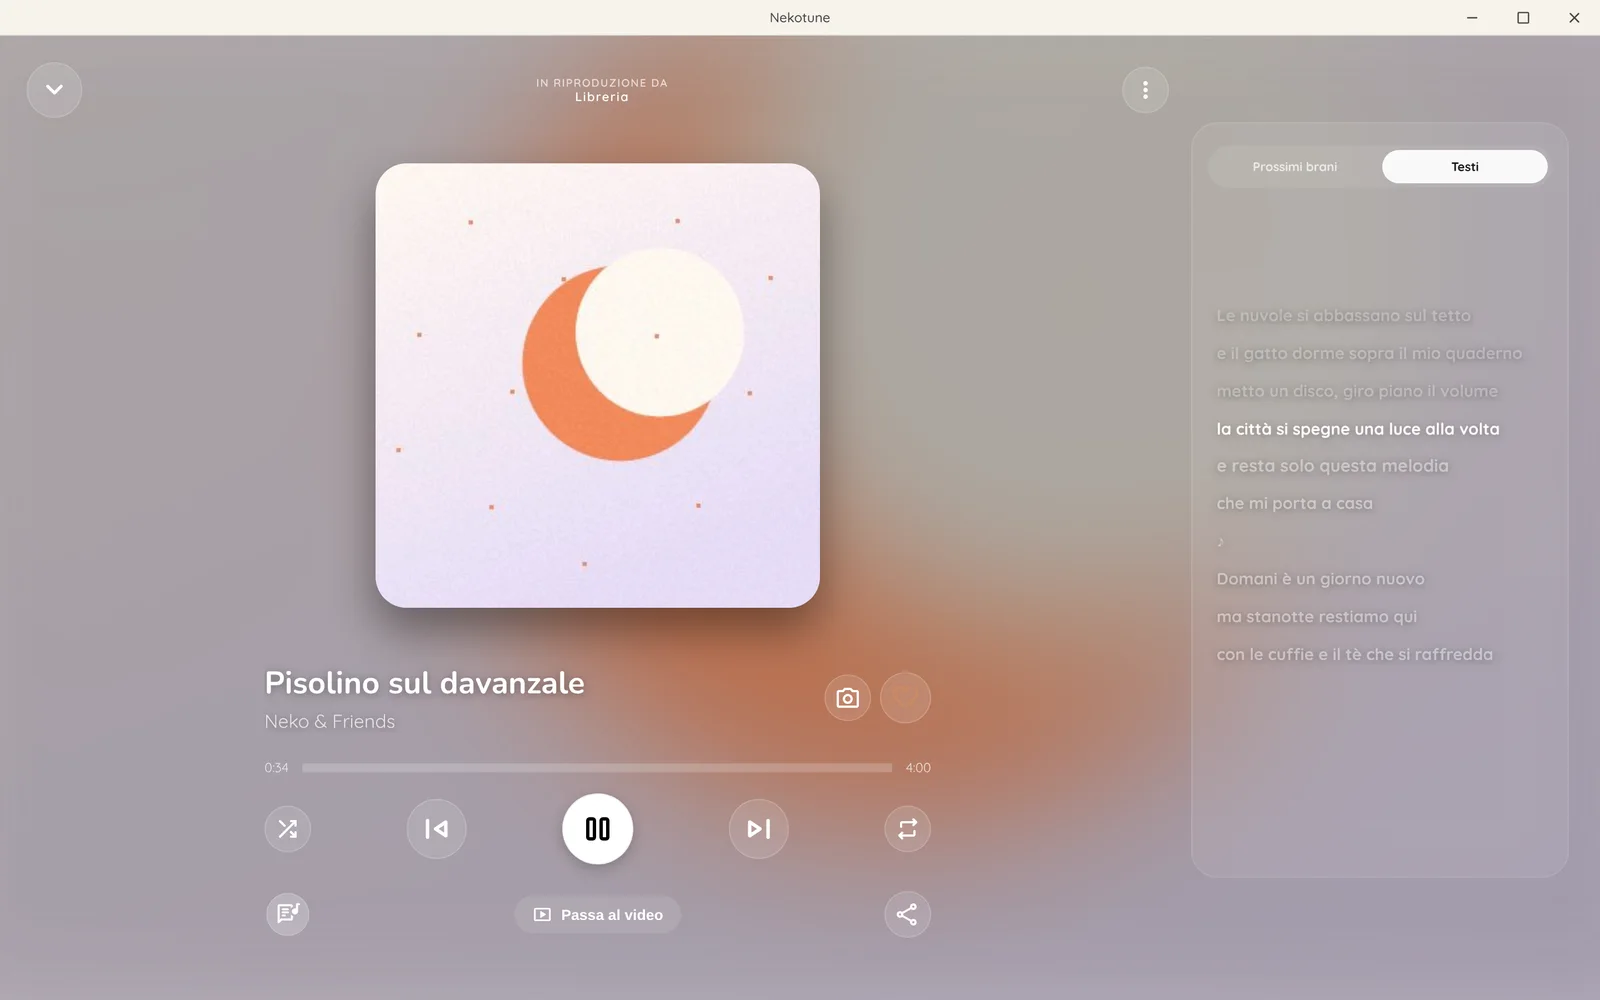 Nekotune
IN RIPRODUZIONE DA
Libreria
Prossimi brani
Testi
Le nuvole si abbassano sul tetto
e il gatto dorme sopra il mio quaderno
metto un disco, giro piano il volume
la città si spegne una luce alla volta
e resta solo questa melodia
che mi porta a casa
♪
Domani è un giorno nuovo
ma stanotte restiamo qui
con le cuffie e il tè che si raffredda
Pisolino sul davanzale
Neko & Friends
0:34
4:00
Passa al video